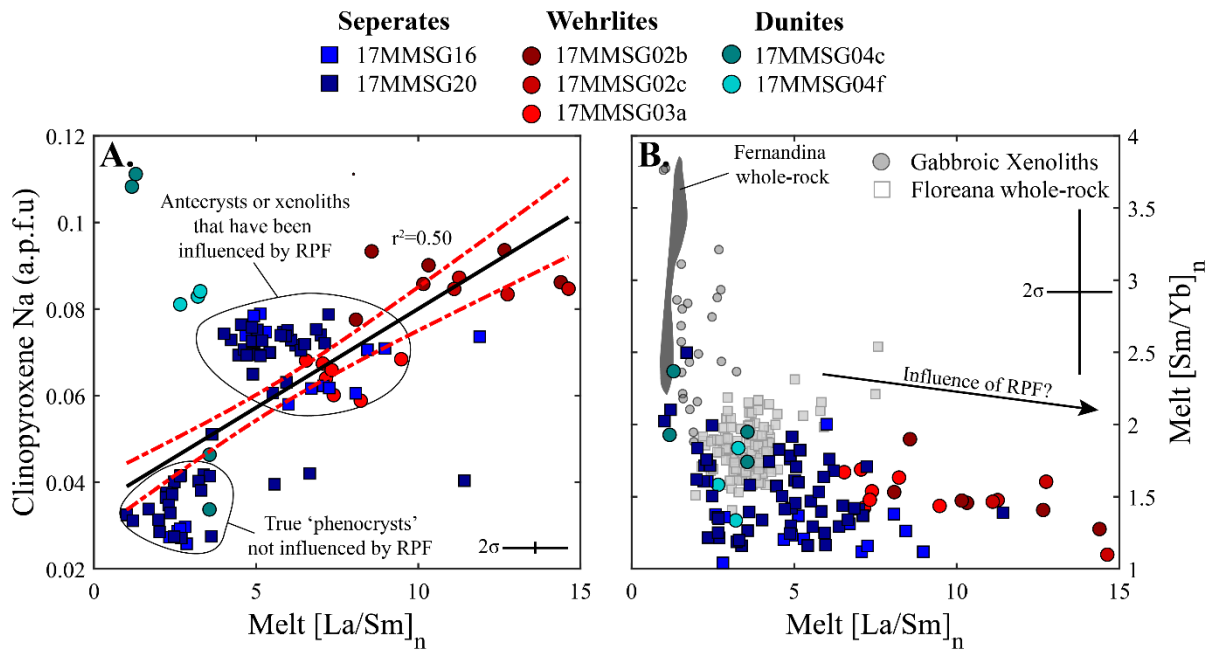 Seperates
17MMSG16
17MMSG20
Wehrlites
17MMSG02b
17MMSG02c
17MMSG03a
Dunites
17MMSG04c
17MMSG04f
A.
0.12
0.1
0.08
0.06
0.04
0.02
Clinopyroxene Na (a.p.f.u)
Antecrysts or xenoliths
that have been
influenced by RPF
r²=0.50
True ‘phenocrysts’
not influenced by RPF
2σ
0
5
10
15
Melt [La/Sm]n
B.
Fernandina
whole-rock
Gabbroic Xenoliths
Floreana whole-rock
2σ
Influence of RPF?
4
3.5
3
2.5
2
1.5
1
Melt [Sm/Yb]n
0
5
10
15
Melt [La/Sm]n